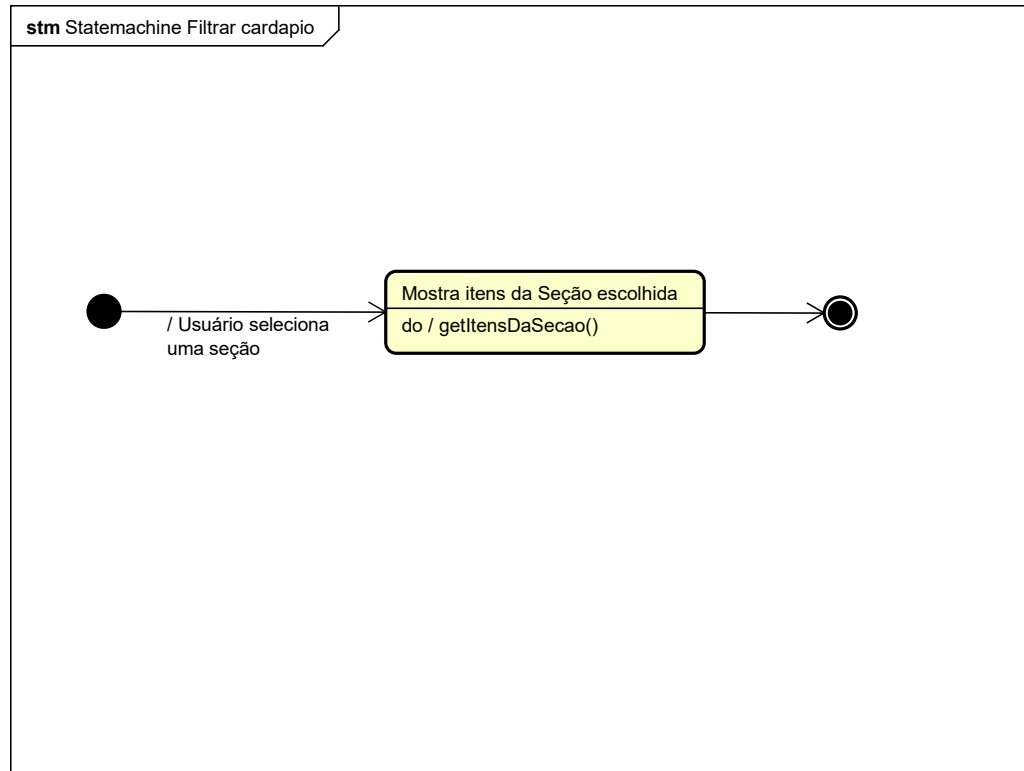 stm Statemachine Filtrar cardapio
/ Usuário seleciona
uma seção
Mostra itens da Seção escolhida
do / getItensDaSecao()